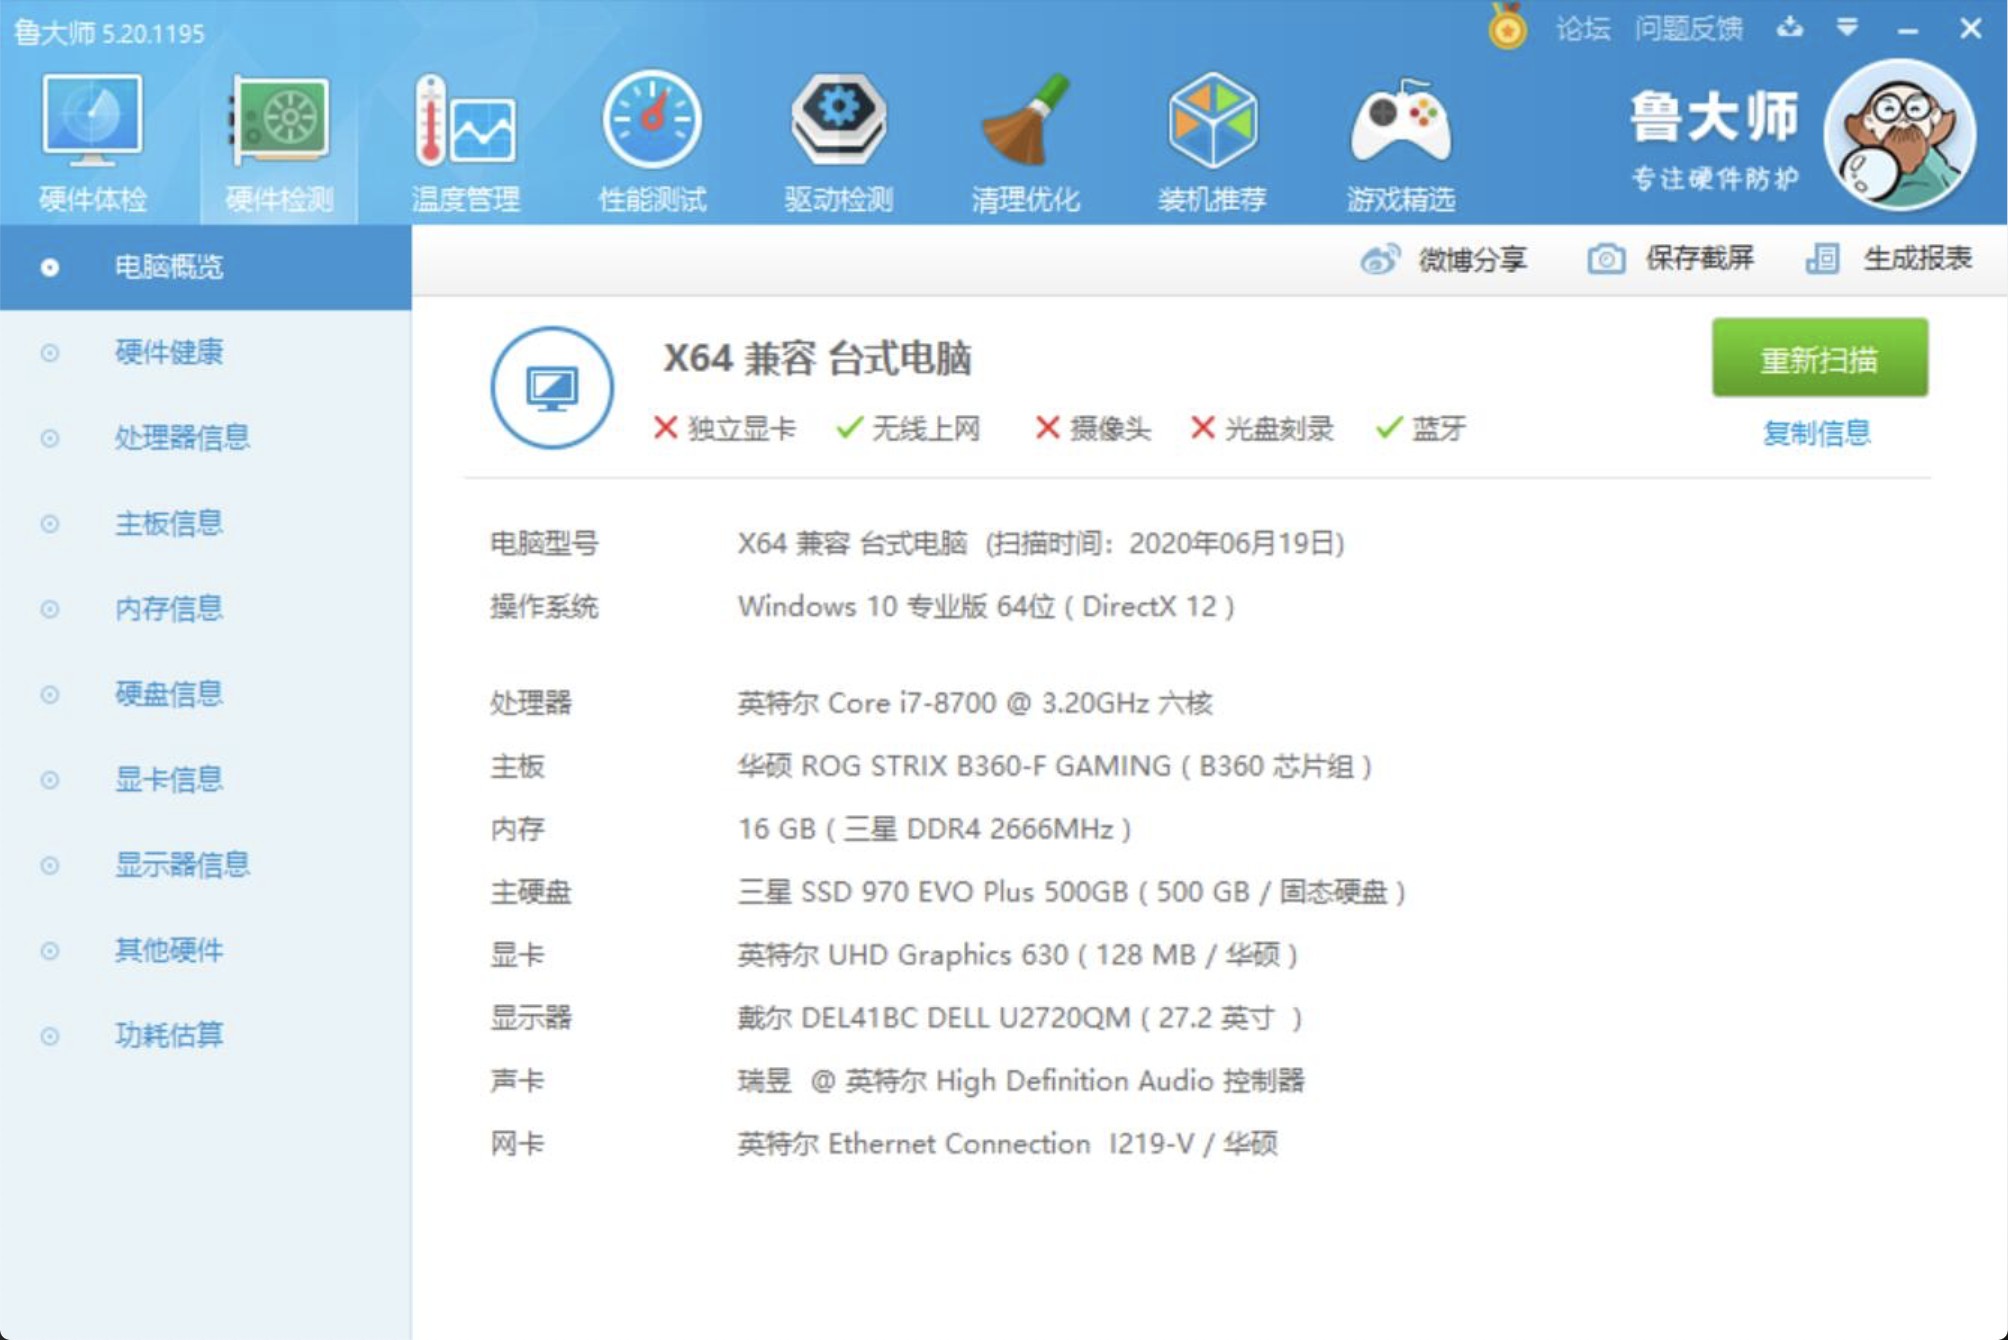 鲁大师 5.20.1195
论坛 问题反馈
硬件体检 硬件检测 温度管理 性能测试 驱动检测 清理优化 装机推荐 游戏精选
鲁大师
专注硬件防护
微博分享 保存截屏 生成报表
电脑概览
硬件健康
处理器信息
主板信息
内存信息
硬盘信息
显卡信息
显示器信息
其他硬件
功耗估算
X64 兼容 台式电脑
重新扫描
独立显卡 无线上网 摄像头 光盘刻录 蓝牙
复制信息
电脑型号 X64 兼容 台式电脑 (扫描时间：2020年06月19日)
操作系统 Windows 10 专业版 64位 ( DirectX 12 )
处理器 英特尔 Core i7-8700 @ 3.20GHz 六核
主板 华硕 ROG STRIX B360-F GAMING ( B360 芯片组 )
内存 16 GB ( 三星 DDR4 2666MHz )
主硬盘 三星 SSD 970 EVO Plus 500GB ( 500 GB / 固态硬盘 )
显卡 英特尔 UHD Graphics 630 ( 128 MB / 华硕 )
显示器 戴尔 DEL41BC DELL U2720QM ( 27.2 英寸 )
声卡 瑞昱 @ 英特尔 High Definition Audio 控制器
网卡 英特尔 Ethernet Connection I219-V / 华硕